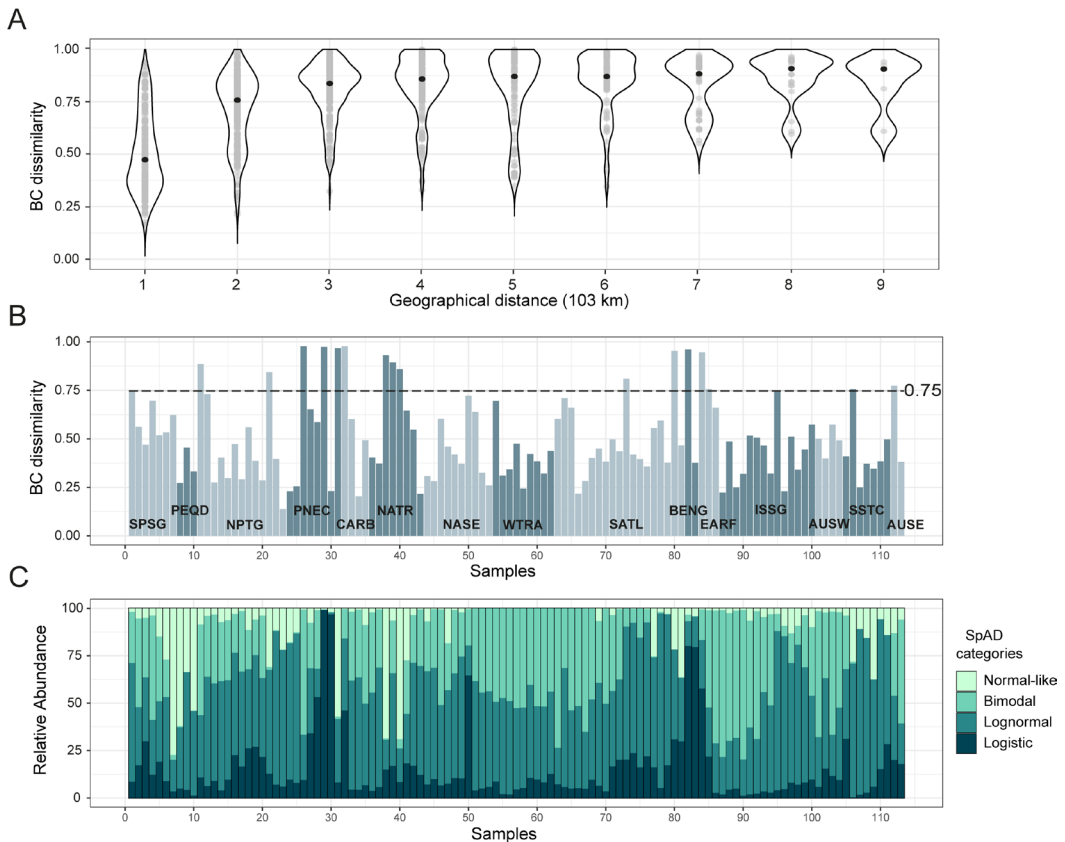 A
BC dissimilarity
1.00
0.75
0.50
0.25
0.00
1 2 3 4 5 6 7 8 9
Geographical distance (103 km)
B
BC dissimilarity
1.00
0.75
0.50
0.25
0.00
0.75
SPSG PEQD NPTG PNEC CARB NATR NASE WTRA SATL BENG EARF ISSG AUSW SSTC AUSE
0 10 20 30 40 50 60 70 80 90 100 110
Samples
C
Relative Abundance
100
75
50
25
0
0 10 20 30 40 50 60 70 80 90 100 110
Samples
SpAD
categories
Normal-like
Bimodal
Lognormal
Logistic